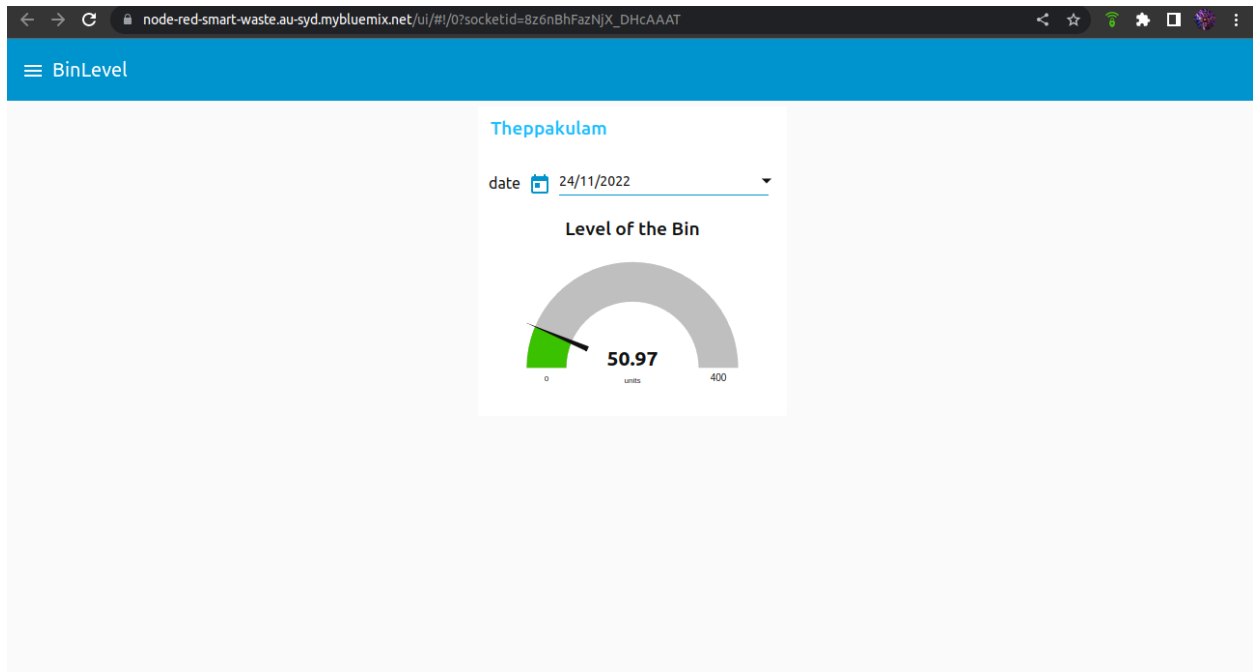 node-red-smart-waste.au-syd.mybluemix.net/ui/#!/0?socketid=8z6nBhFazNjX_DHcAAAT
BinLevel
Theppakulam
date 24/11/2022
Level of the Bin
50.97
0 units 400